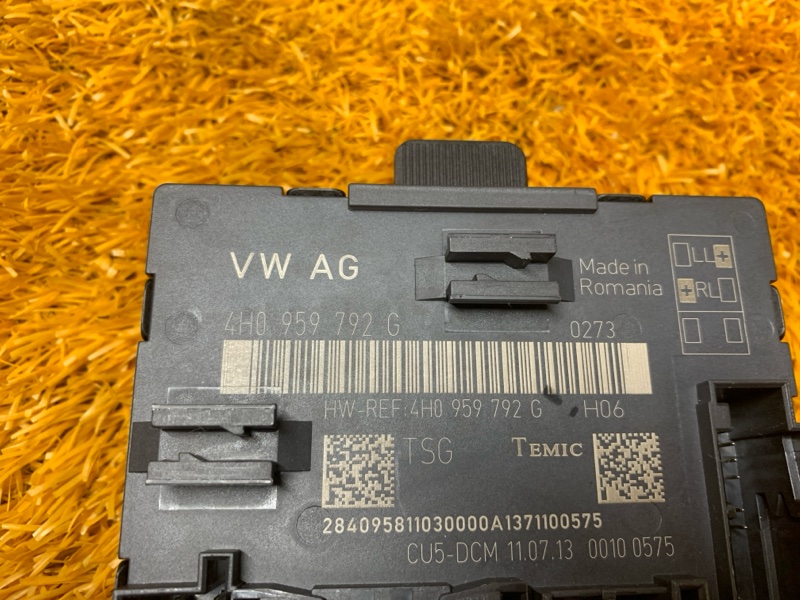 VW AG
Made in
Romania
LL+
+RL
4H0 959 792 G
0273
HW-REF:4H0 959 792 G H06
TSG
TEMIC
284095811030000A1371100575
CU5-DCM 11.07.13 0010 0575